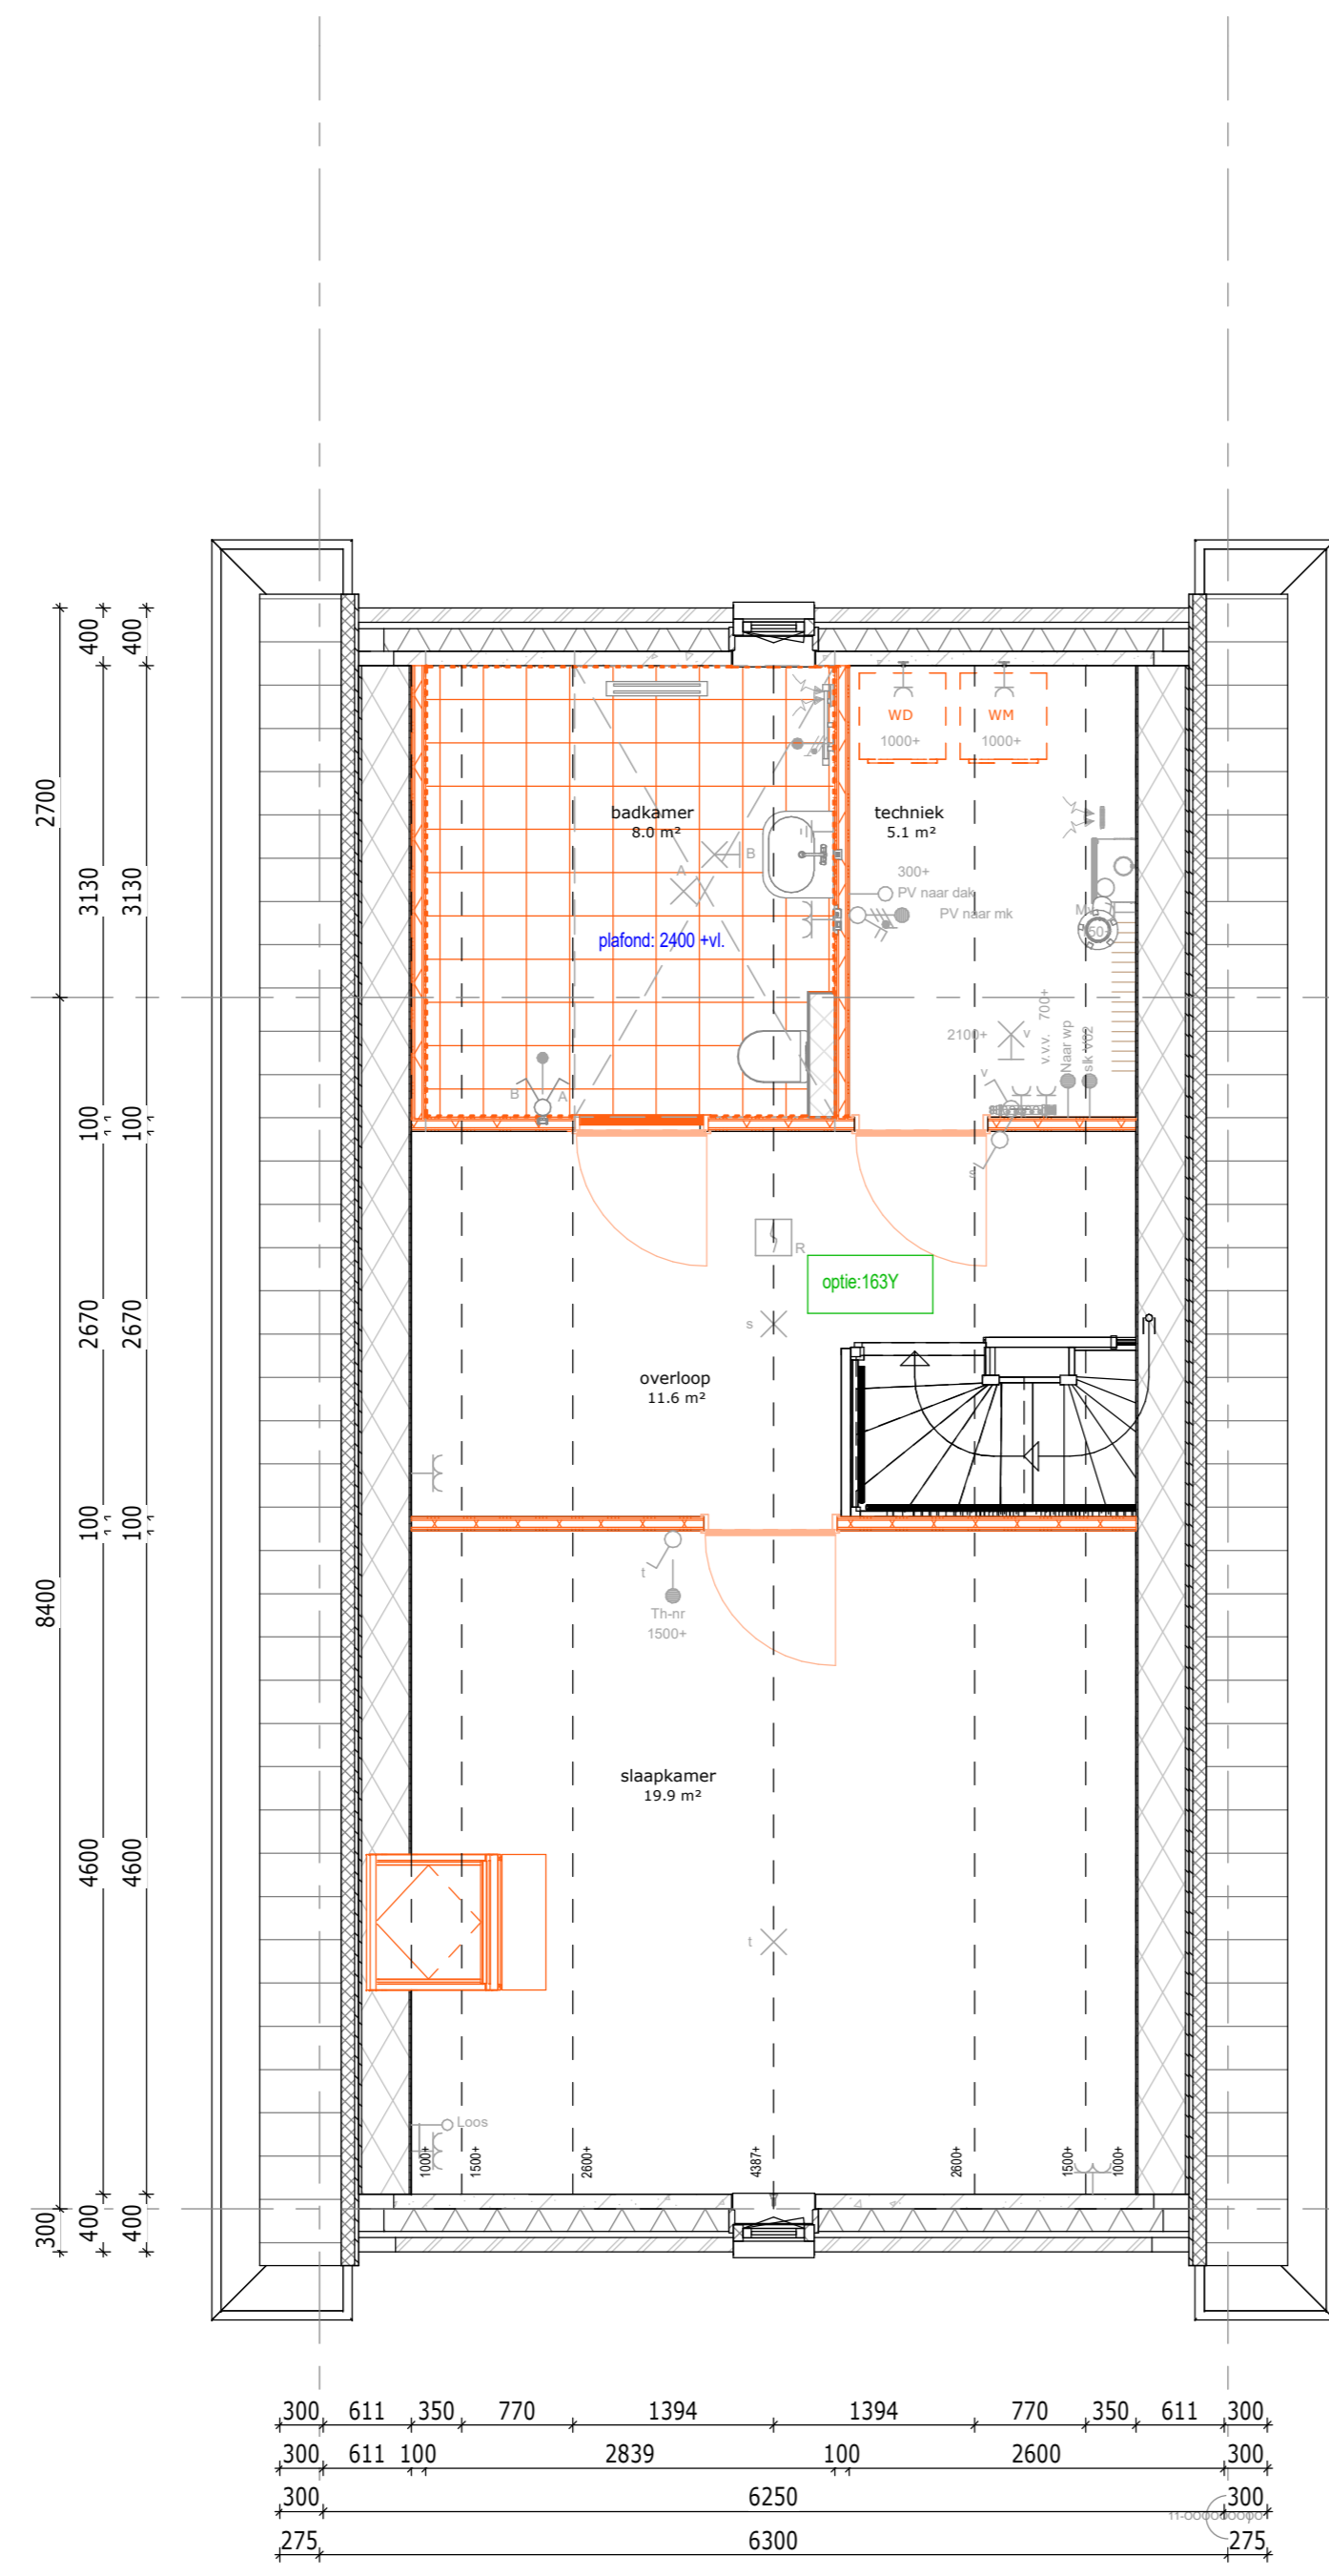 400
400
2700
3130
3130
100
100
2670
2670
100
100
8400
4600
4600
300
400
400
WD
1000+
WM
1000+
badkamer
8.0 m²
techniek
5.1 m²
B
A
300+
PV naar dak
PV naar mk
plafond: 2400 +vl.
2100+
v
v.v.v. 700+
Naar wp
slk V02
v
B
A
s
R
optie:163Y
s
overloop
11.6 m²
t
Th-nr
1500+
slaapkamer
19.9 m²
t
Loos
1000+
1500+
2600+
4387+
2600+
1500+
1000+
300 611 350 770 1394 1394 770 350 611 300
300 611 100 2839 100 2600 300
300 6250 300
275 6300 275